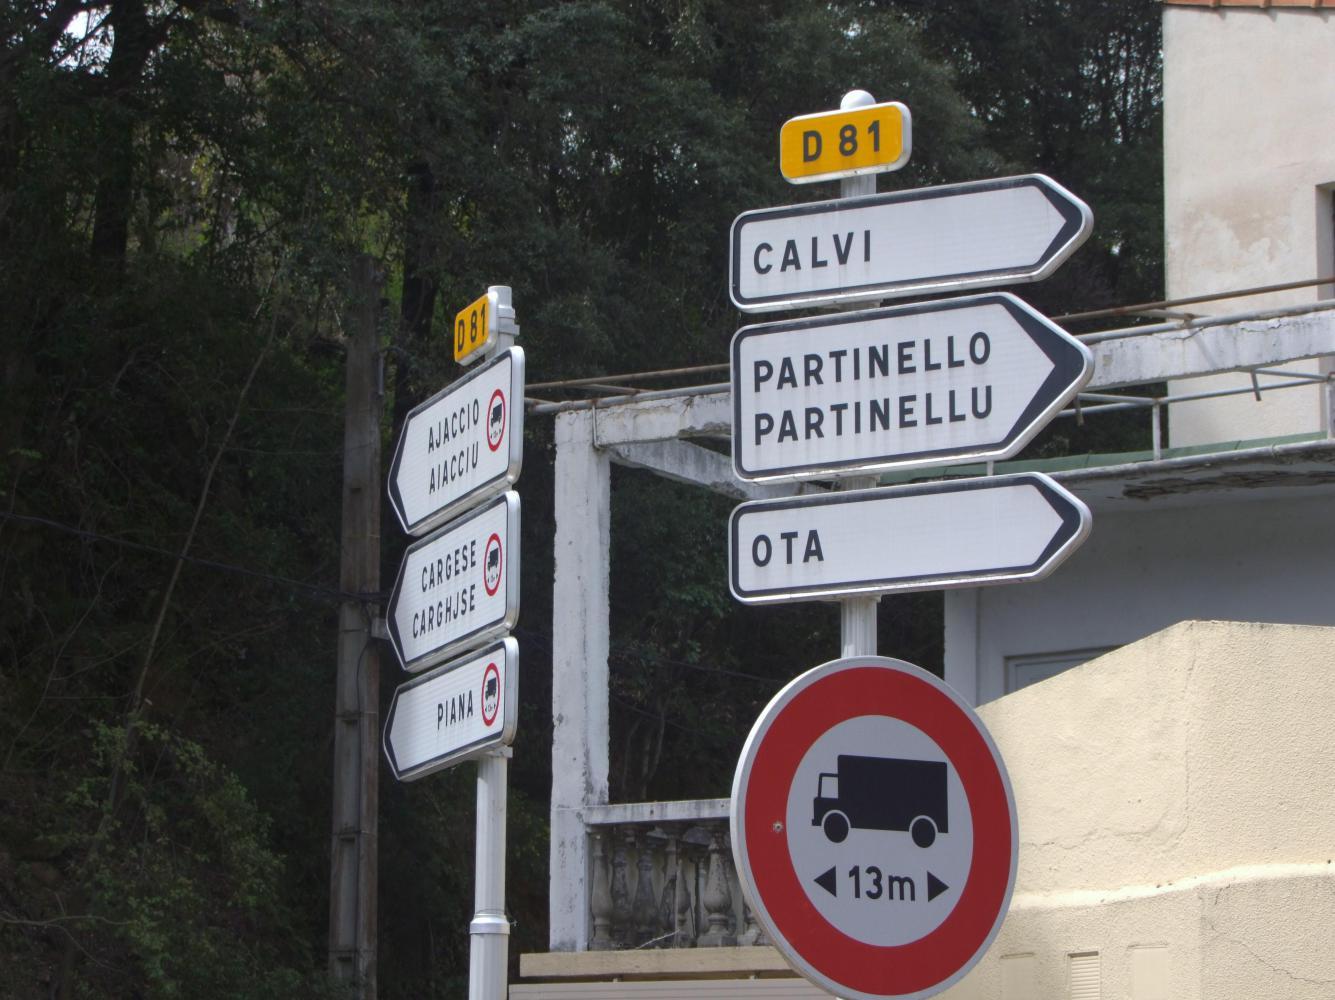 D 81
AJACCIO
AIACCIU
CARGESE
CARGHJSE
PIANA
D 81
CALVI
PARTINELLO
PARTINELLU
OTA
13m